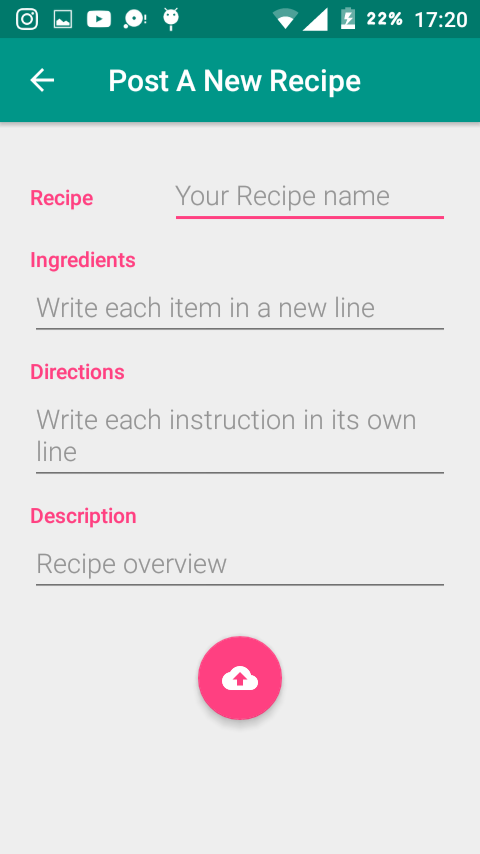 22% 17:20
Post A New Recipe
Recipe Your Recipe name
Ingredients
Write each item in a new line
Directions
Write each instruction in its own
line
Description
Recipe overview